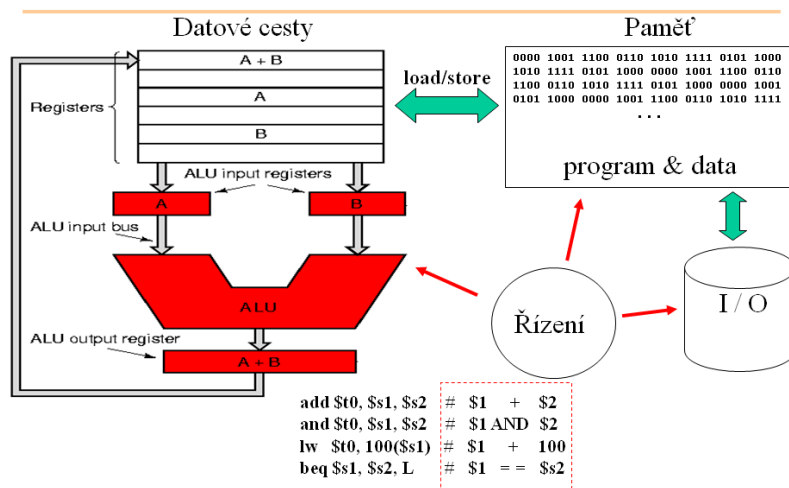 Datové cesty
Paměť
A + B
A
B
Registers
load/store
0000 1001 1100 0110 1010 1111 0101 1000
1010 1111 0101 1000 0000 1001 1100 0110
1100 0110 1010 1111 0101 1000 0000 1001
0101 1000 0000 1001 1100 0110 1010 1111
...
program & data
ALU input registers
A
B
ALU input bus
ALU
ALU output register
A + B
Řízení
I / O
add $t0, $s1, $s2 # $1 + $2
and $t0, $s1, $s2 # $1 AND $2
lw $t0, 100($s1) # $1 + 100
beq $s1, $s2, L # $1 = = $s2